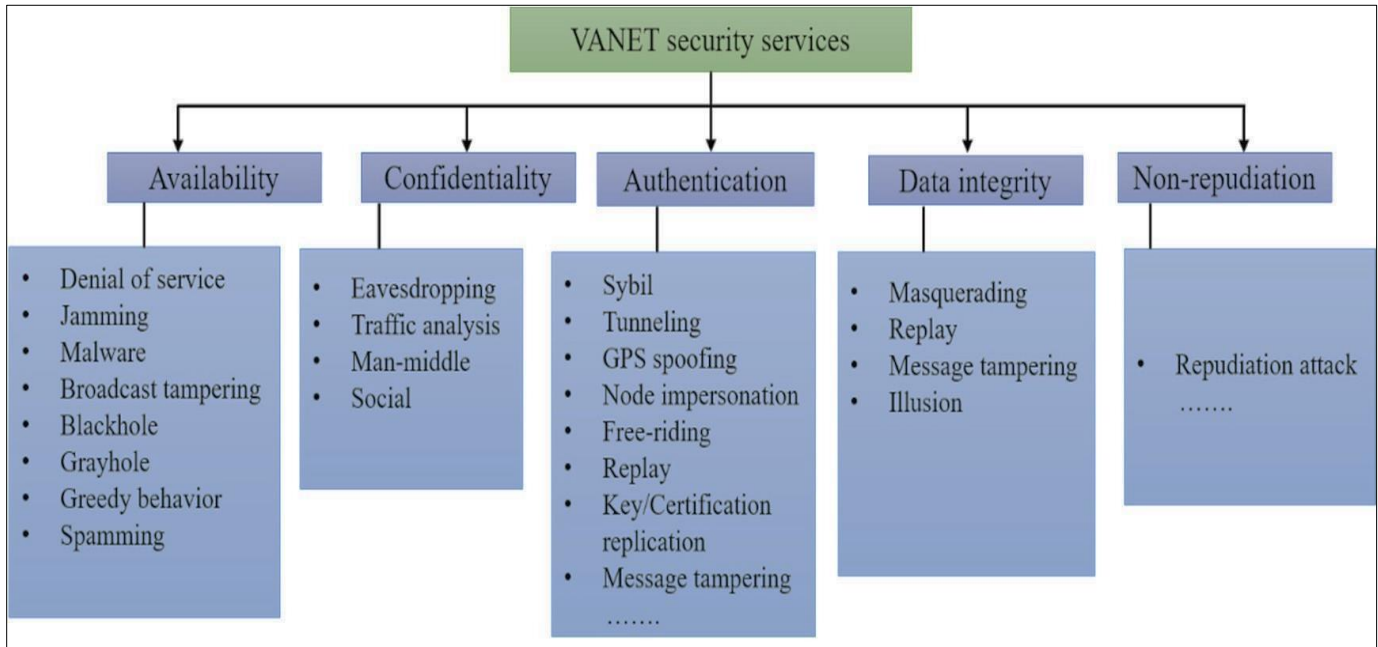 VANET security services
Availability
Confidentiality
Authentication
Data integrity
Non-repudiation
• Denial of service
• Jamming
• Malware
• Broadcast tampering
• Blackhole
• Grayhole
• Greedy behavior
• Spamming
• Eavesdropping
• Traffic analysis
• Man-middle
• Social
• Sybil
• Tunneling
• GPS spoofing
• Node impersonation
• Free-riding
• Replay
• Key/Certification
replication
• Message tampering
…….
• Masquerading
• Replay
• Message tampering
• Illusion
• Repudiation attack
…….